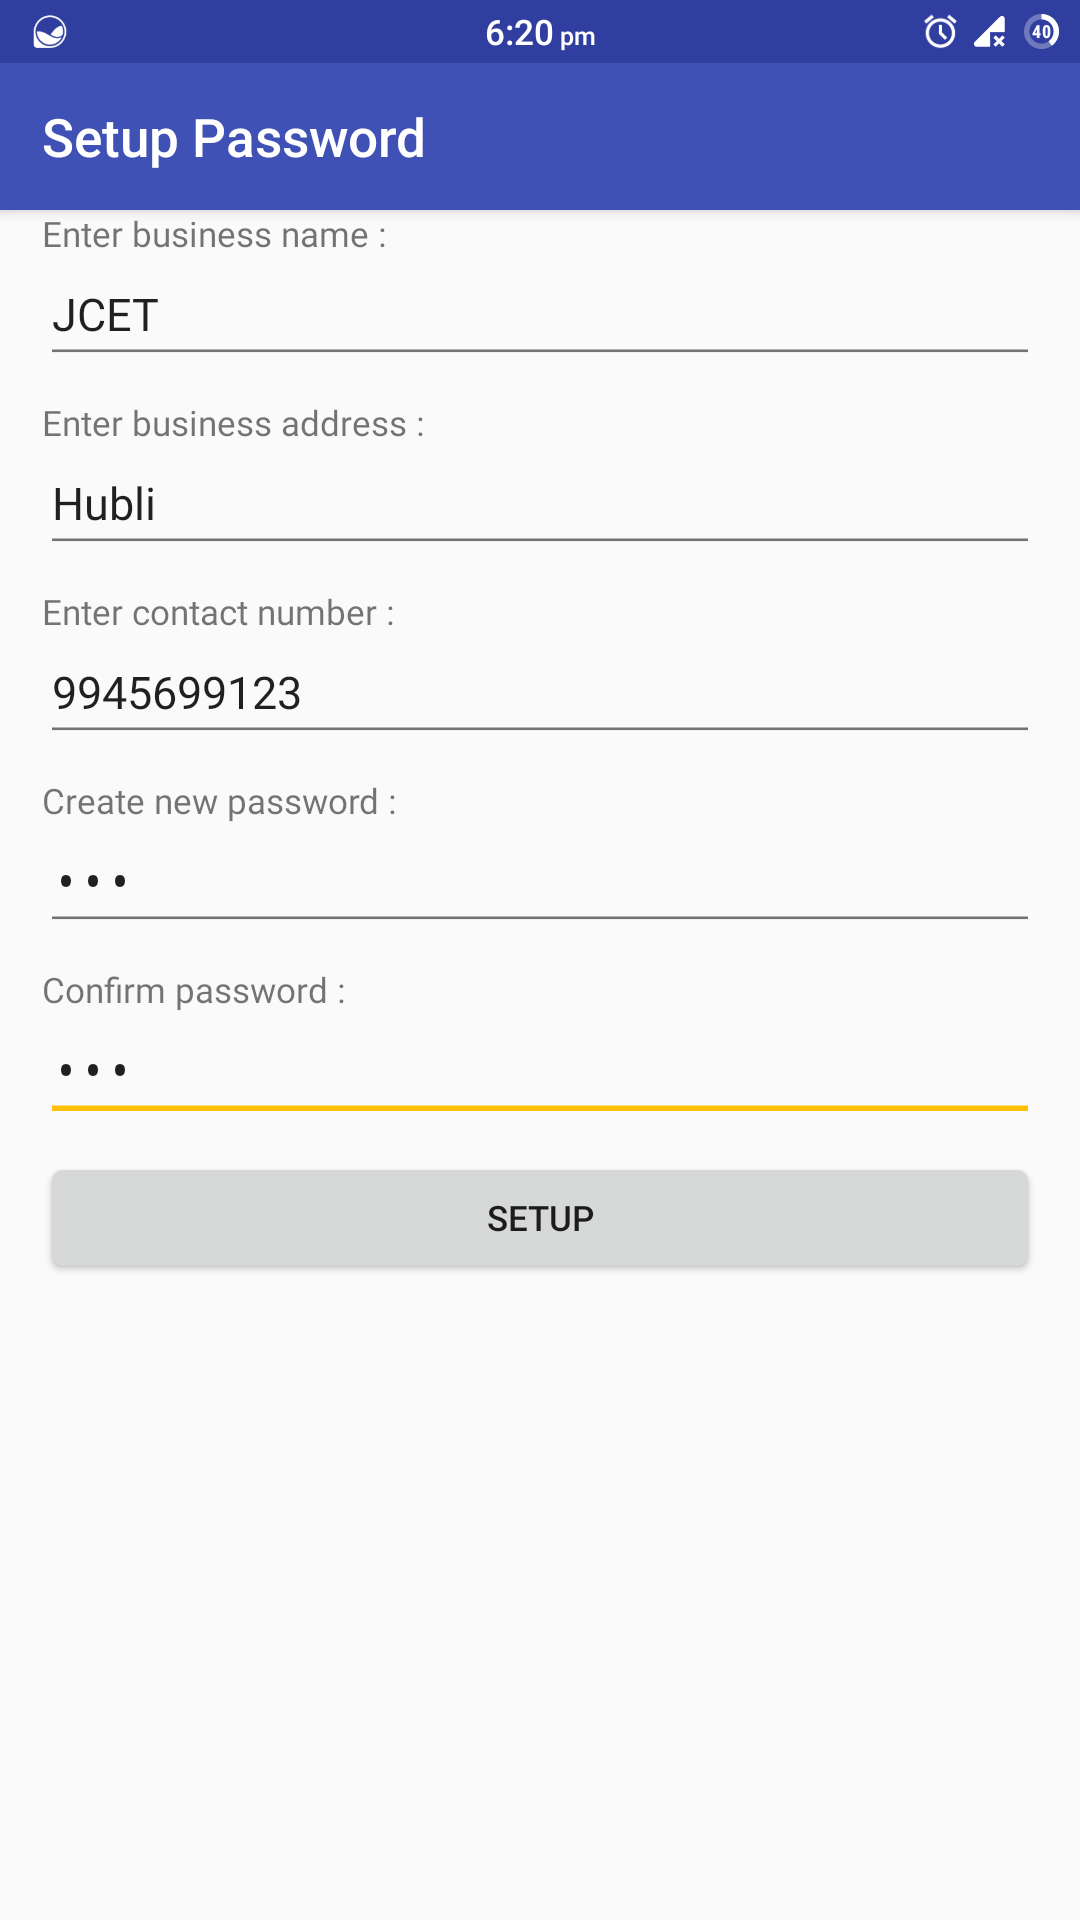 6:20 pm
40
Setup Password
Enter business name :
JCET
Enter business address :
Hubli
Enter contact number :
9945699123
Create new password :
•••
Confirm password :
•••
SETUP